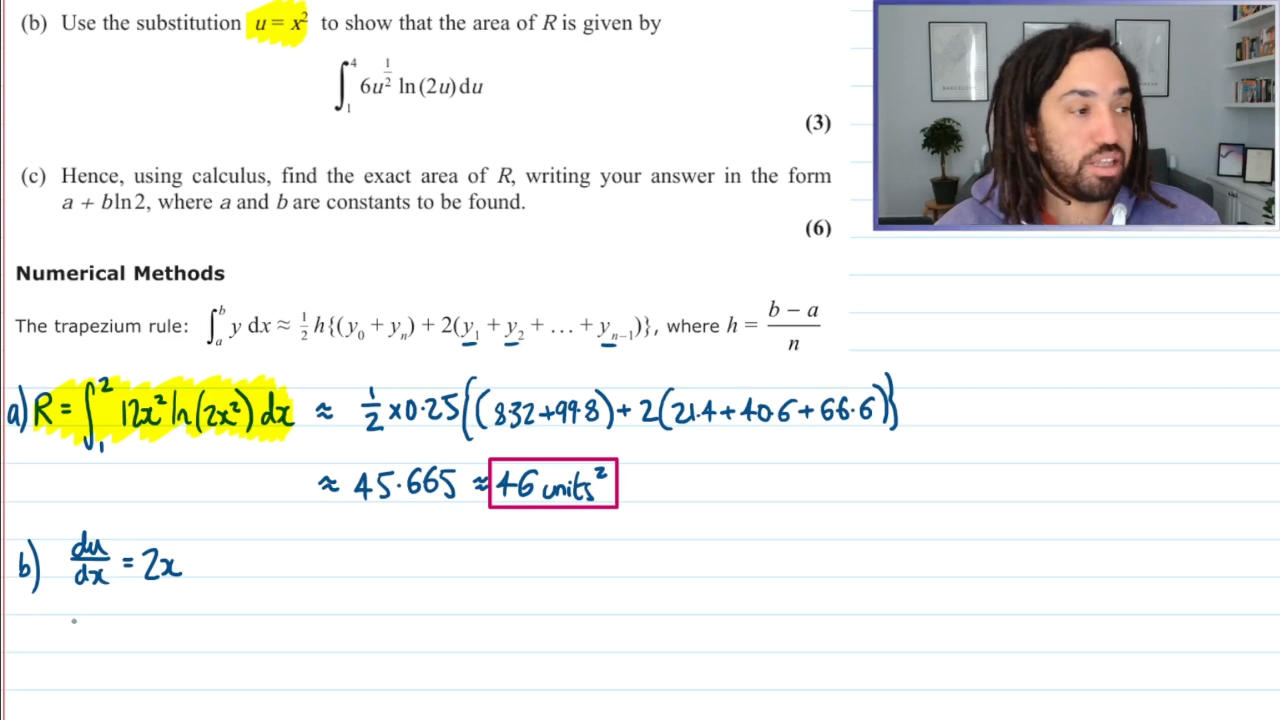 (b) Use the substitution u = x² to show that the area of R is given by
∫₁⁴ 6u^(1/2) ln(2u) du
(3)
(c) Hence, using calculus, find the exact area of R, writing your answer in the form
a + bln2, where a and b are constants to be found.
(6)
Numerical Methods
The trapezium rule: ∫ₐᵇ y dx ≈ ½ h{(y₀ + yₙ) + 2(y₁ + y₂ + ... + yₙ₋₁)}, where h = (b − a)/n
a) R = ∫₁² 12x² ln(2x²) dx ≈ ½ × 0.25{(8.32+99.8) + 2(21.4+40.6+66.6)}
≈ 45.665 ≈ 46 units²
b) du/dx = 2x